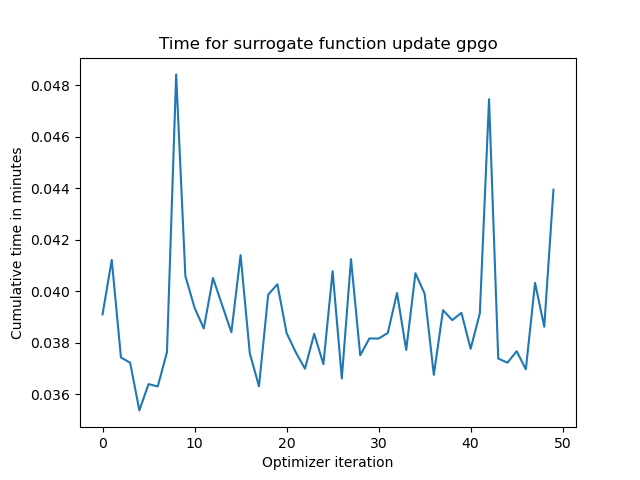 Time for surrogate function update gpgo
Cumulative time in minutes
0.048
0.046
0.044
0.042
0.040
0.038
0.036
0 10 20 30 40 50
Optimizer iteration